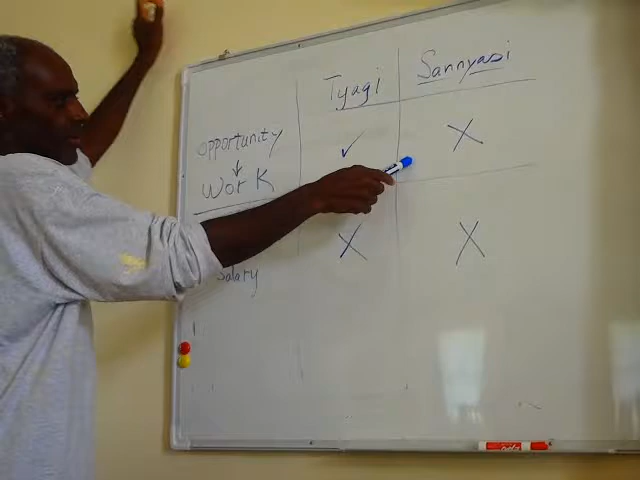 Tyagi Sannyasi
opportunity ✓ X
↓
Work
Salary X X